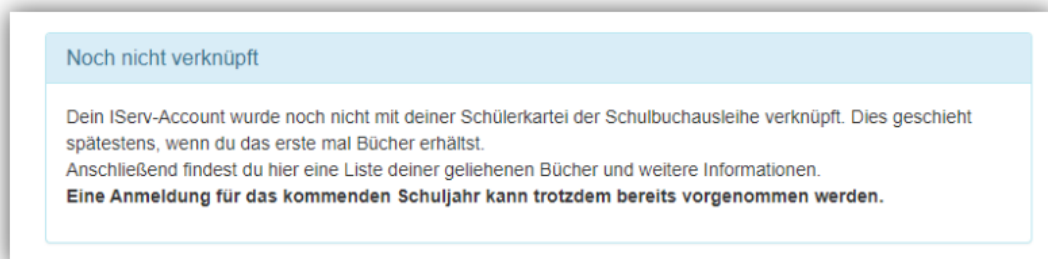 Noch nicht verknüpft
Dein IServ-Account wurde noch nicht mit deiner Schülerkartei der Schulbuchausleihe verknüpft. Dies geschieht
spätestens, wenn du das erste mal Bücher erhältst.
Anschließend findest du hier eine Liste deiner geliehenen Bücher und weitere Informationen.
Eine Anmeldung für das kommenden Schuljahr kann trotzdem bereits vorgenommen werden.